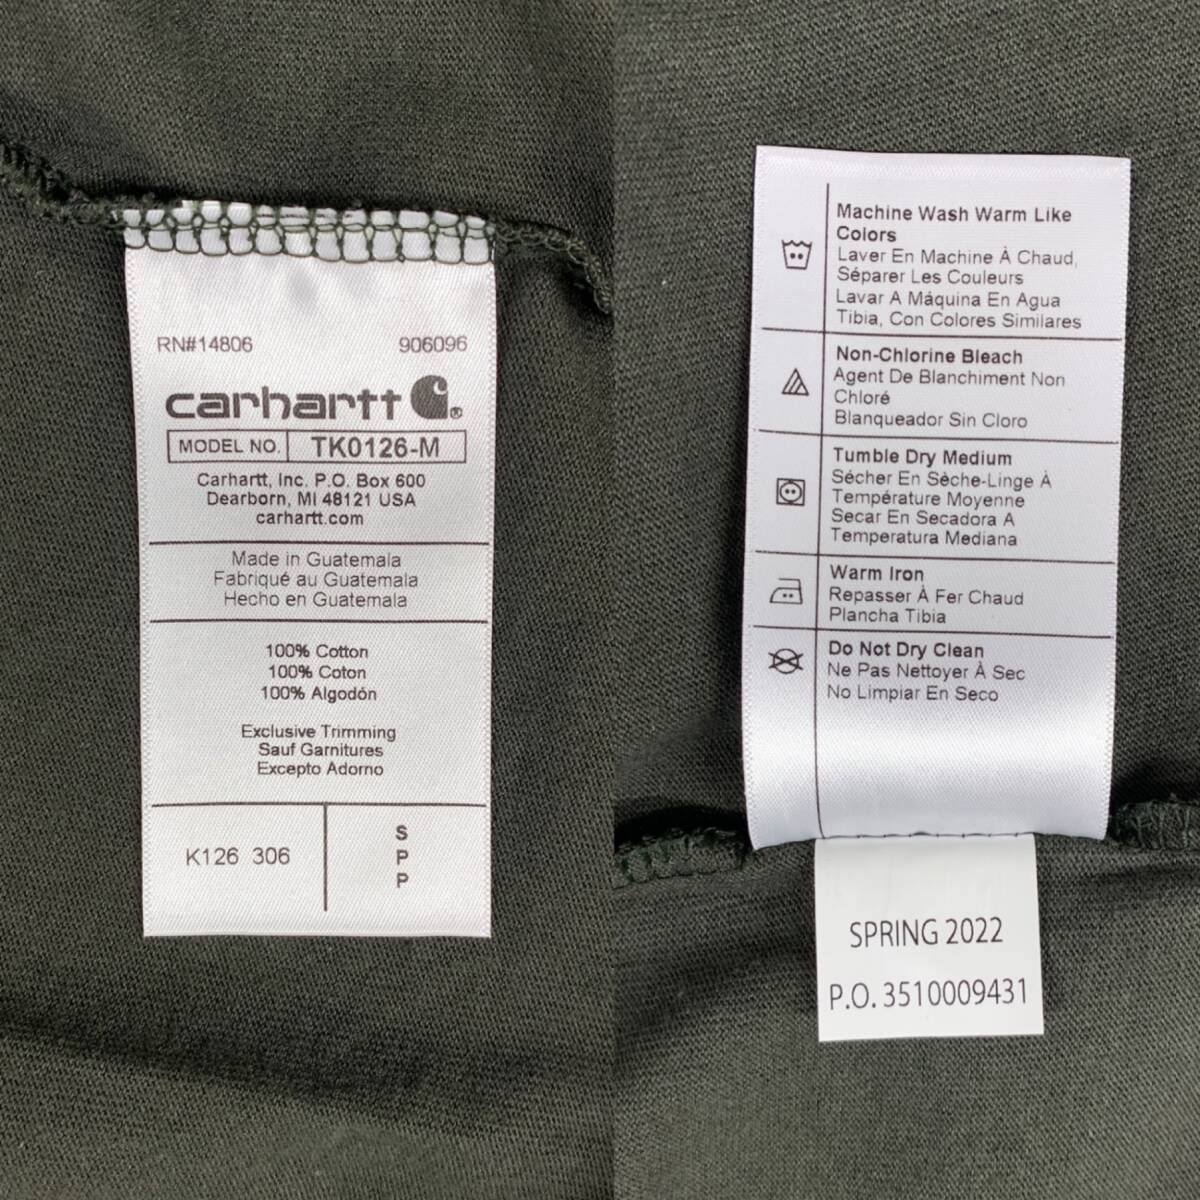 RN#14806 906096
carhartt ®
MODEL NO. TK0126-M
Carhartt, Inc. P.O. Box 600
Dearborn, MI 48121 USA
carhartt.com
Made in Guatemala
Fabriqué au Guatemala
Hecho en Guatemala
100% Cotton
100% Coton
100% Algodón
Exclusive Trimming
Sauf Garnitures
Excepto Adorno
K126 306
S
P
P
Machine Wash Warm Like
Colors
Laver En Machine À Chaud,
Séparer Les Couleurs
Lavar A Máquina En Agua
Tibia, Con Colores Similares
Non-Chlorine Bleach
Agent De Blanchiment Non
Chloré
Blanqueador Sin Cloro
Tumble Dry Medium
Sécher En Sèche-Linge À
Température Moyenne
Secar En Secadora A
Temperatura Mediana
Warm Iron
Repasser À Fer Chaud
Plancha Tibia
Do Not Dry Clean
Ne Pas Nettoyer À Sec
No Limpiar En Seco
SPRING 2022
P.O. 3510009431